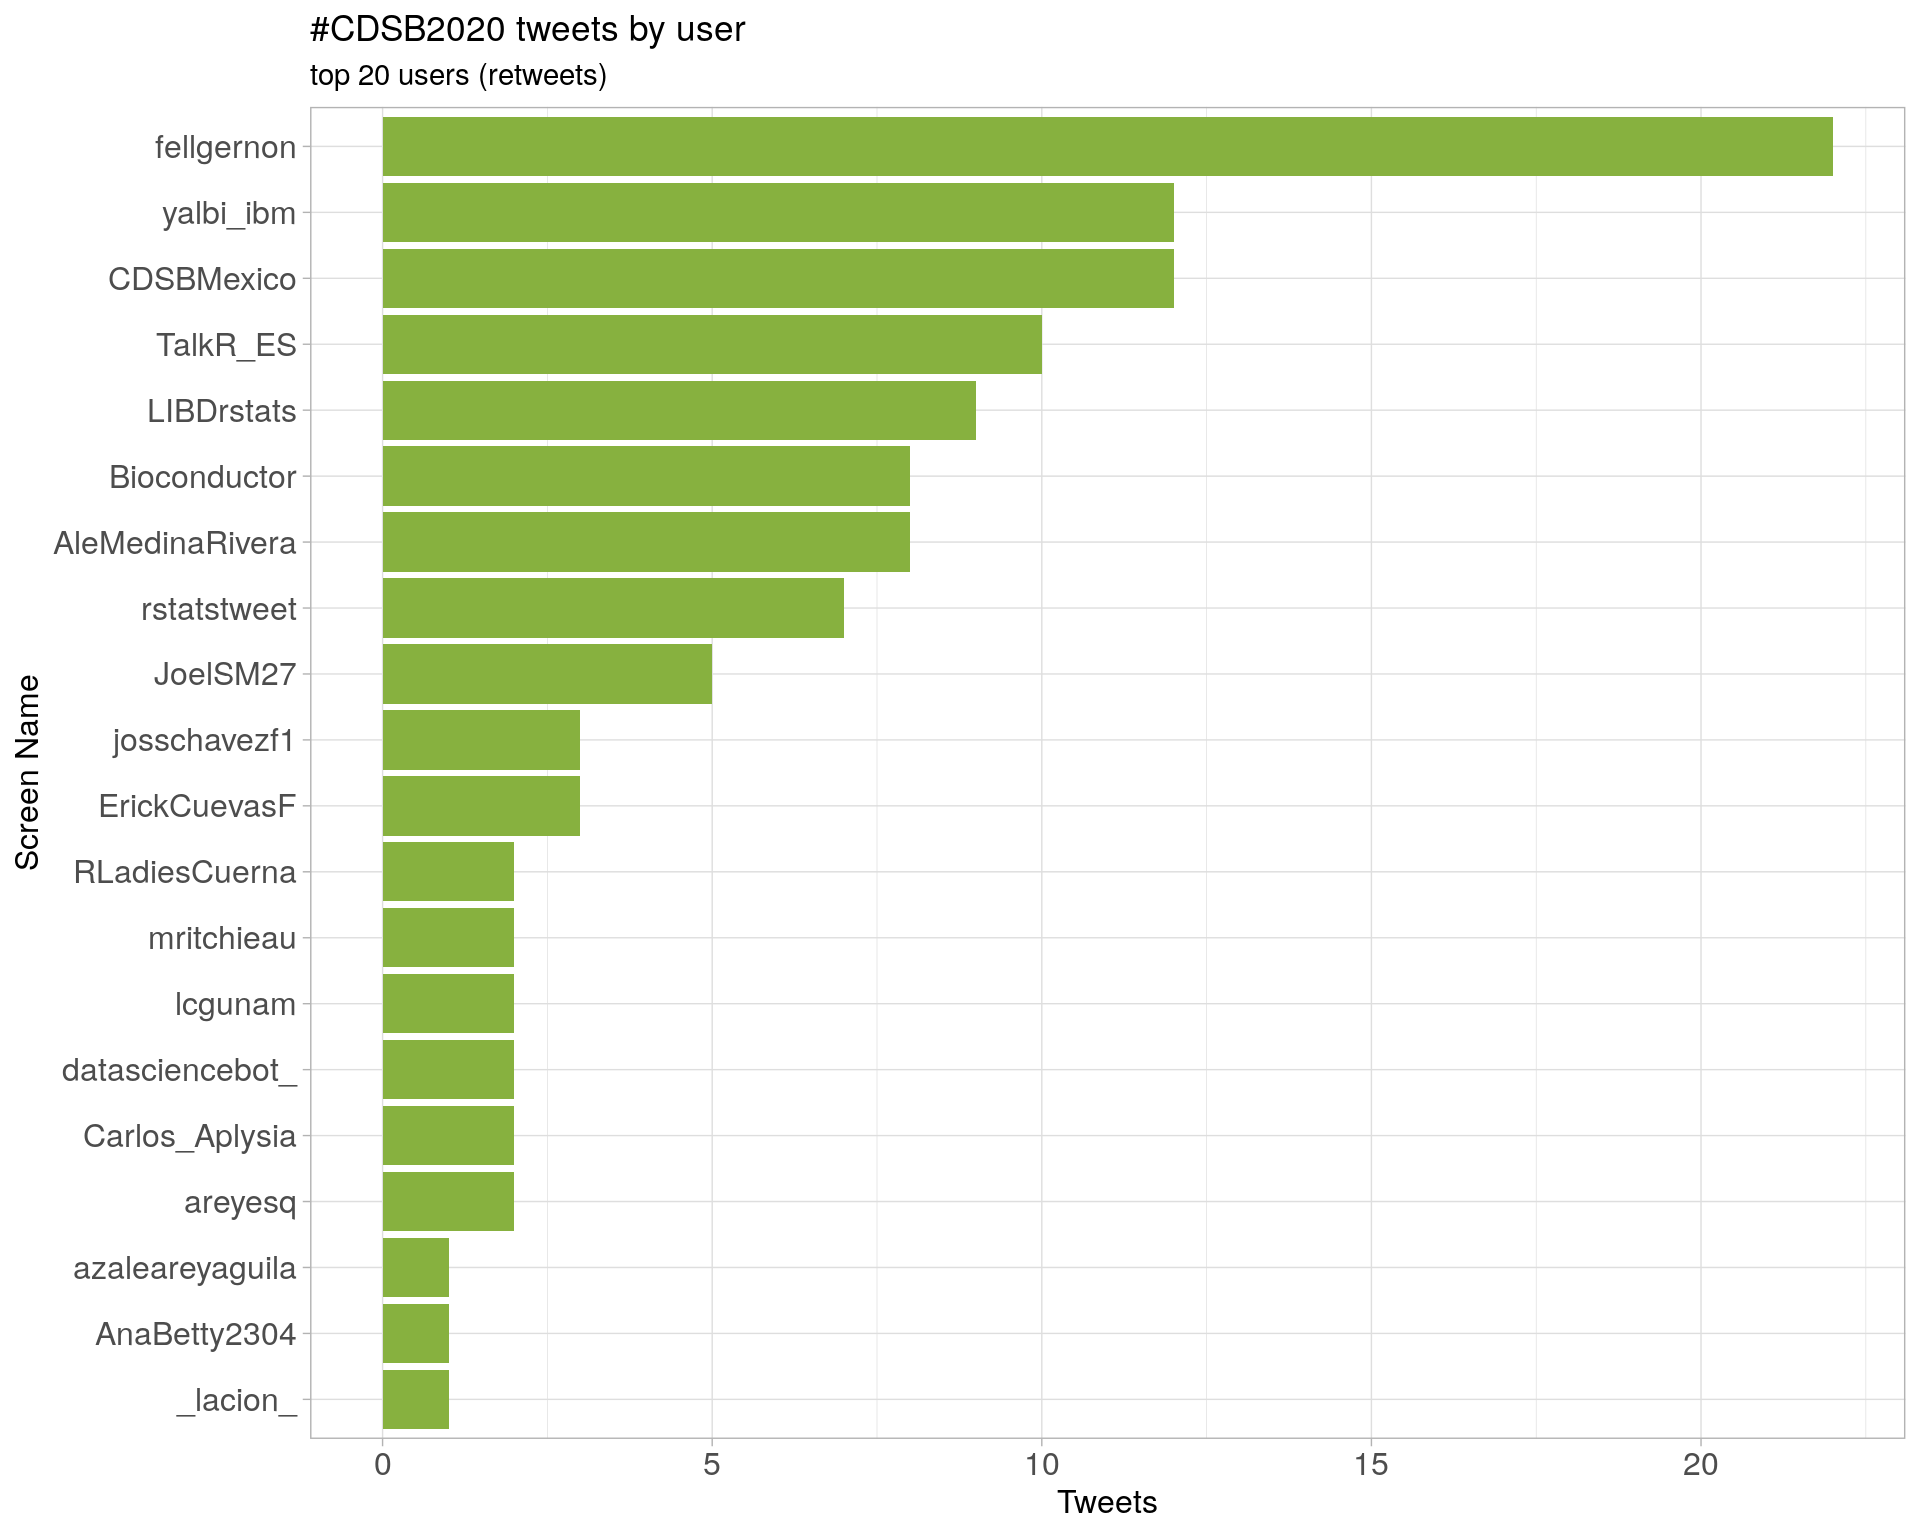 #CDSB2020 tweets by user
top 20 users (retweets)
Screen Name
fellgernon
yalbi_ibm
CDSBMexico
TalkR_ES
LIBDrstats
Bioconductor
AleMedinaRivera
rstatstweet
JoelSM27
josschavezf1
ErickCuevasF
RLadiesCuerna
mritchieau
lcgunam
datasciencebot_
Carlos_Aplysia
areyesq
azaleareyaguila
AnaBetty2304
_lacion_
0 5 10 15 20
Tweets